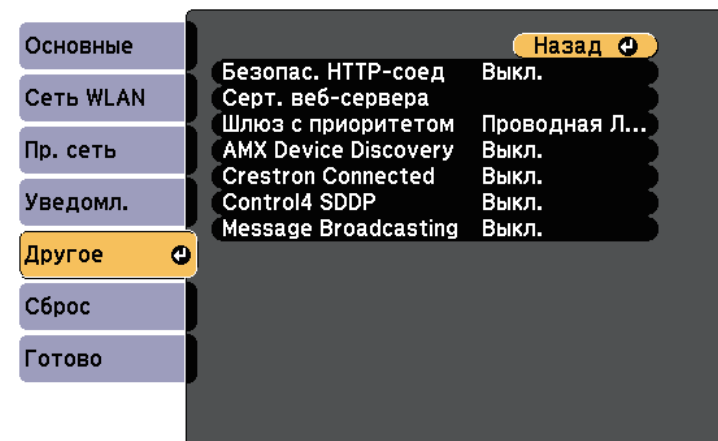 Основные
Сеть WLAN
Пр. сеть
Уведомл.
Другое
Сброс
Готово
Назад
Безопас. HTTP-соед Выкл.
Серт. веб-сервера
Шлюз с приоритетом Проводная Л...
AMX Device Discovery Выкл.
Crestron Connected Выкл.
Control4 SDDP Выкл.
Message Broadcasting Выкл.